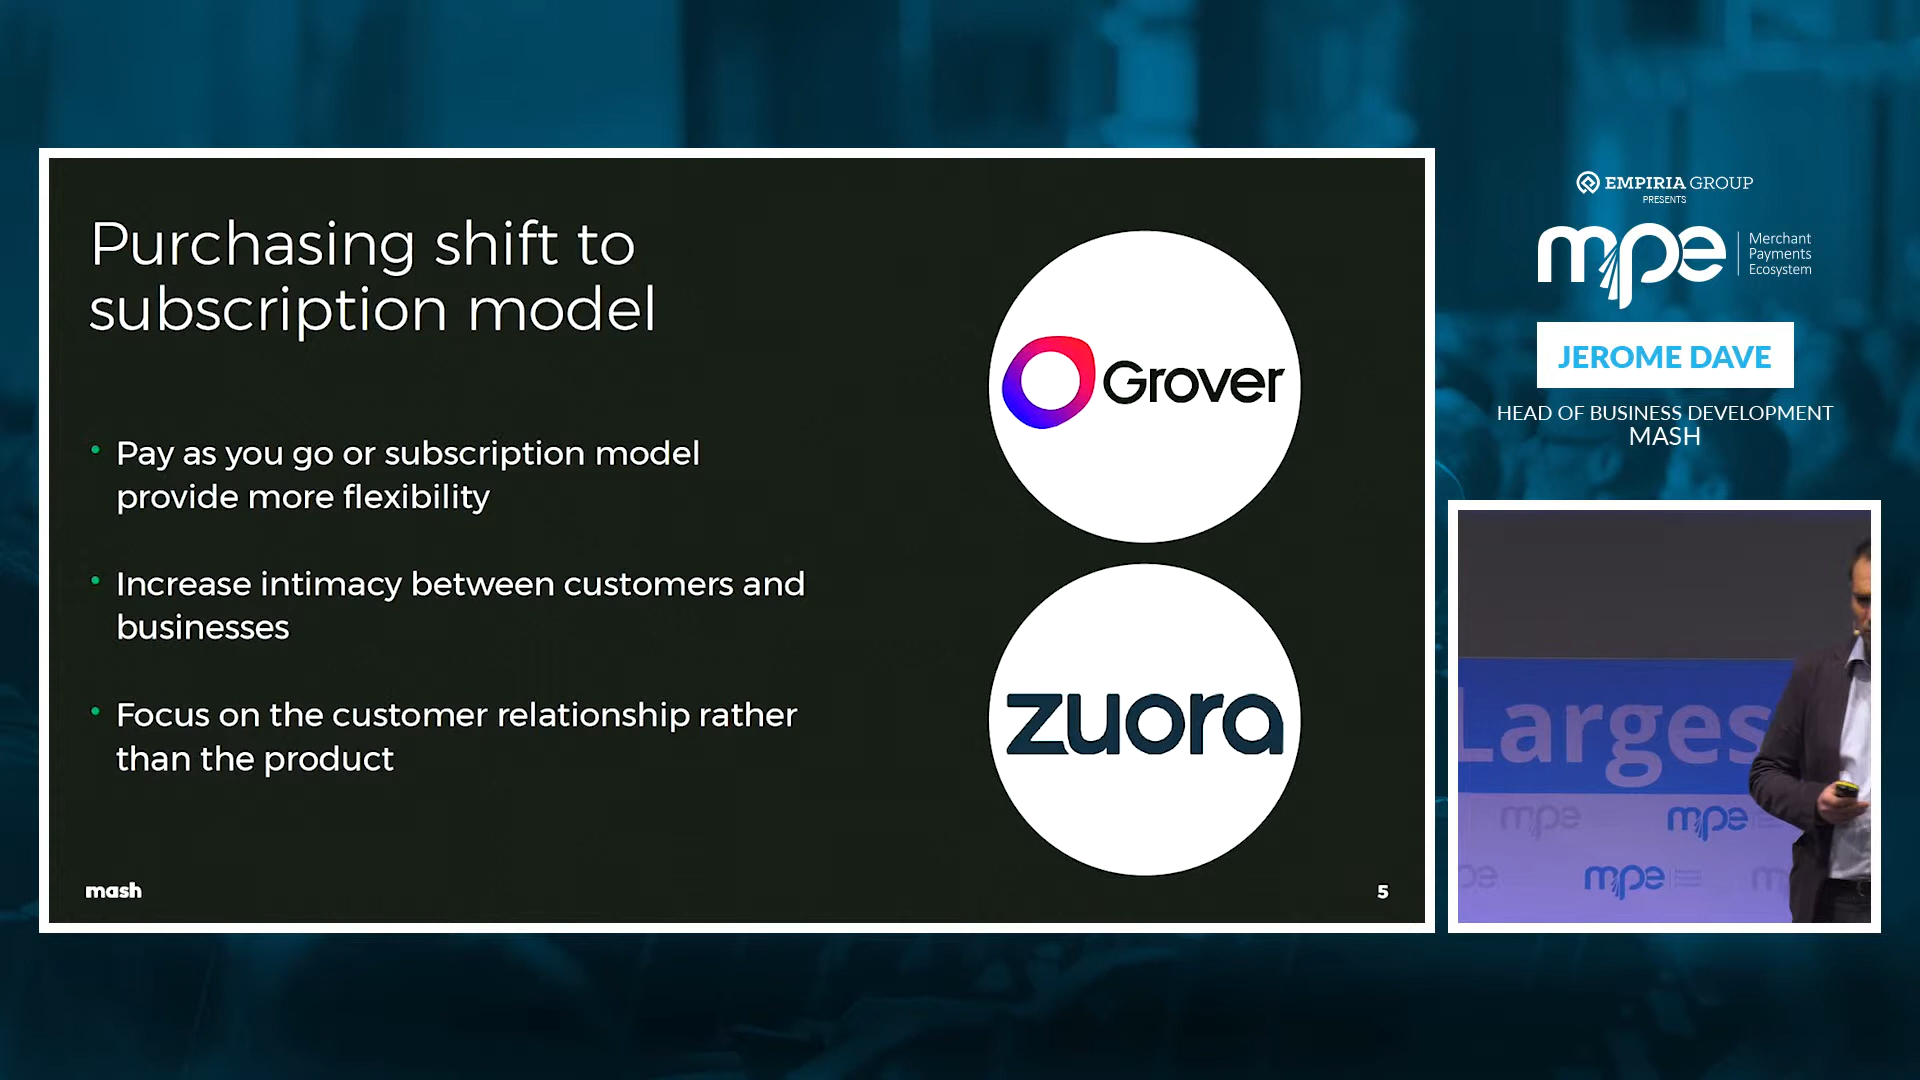 Purchasing shift to
subscription model
• Pay as you go or subscription model
provide more flexibility
• Increase intimacy between customers and
businesses
• Focus on the customer relationship rather
than the product
Grover
zuora
mash
5
EMPIRIA GROUP
PRESENTS
mpe
Merchant
Payments
Ecosystem
JEROME DAVE
HEAD OF BUSINESS DEVELOPMENT
MASH
Larges
mpe
mpe
mpe